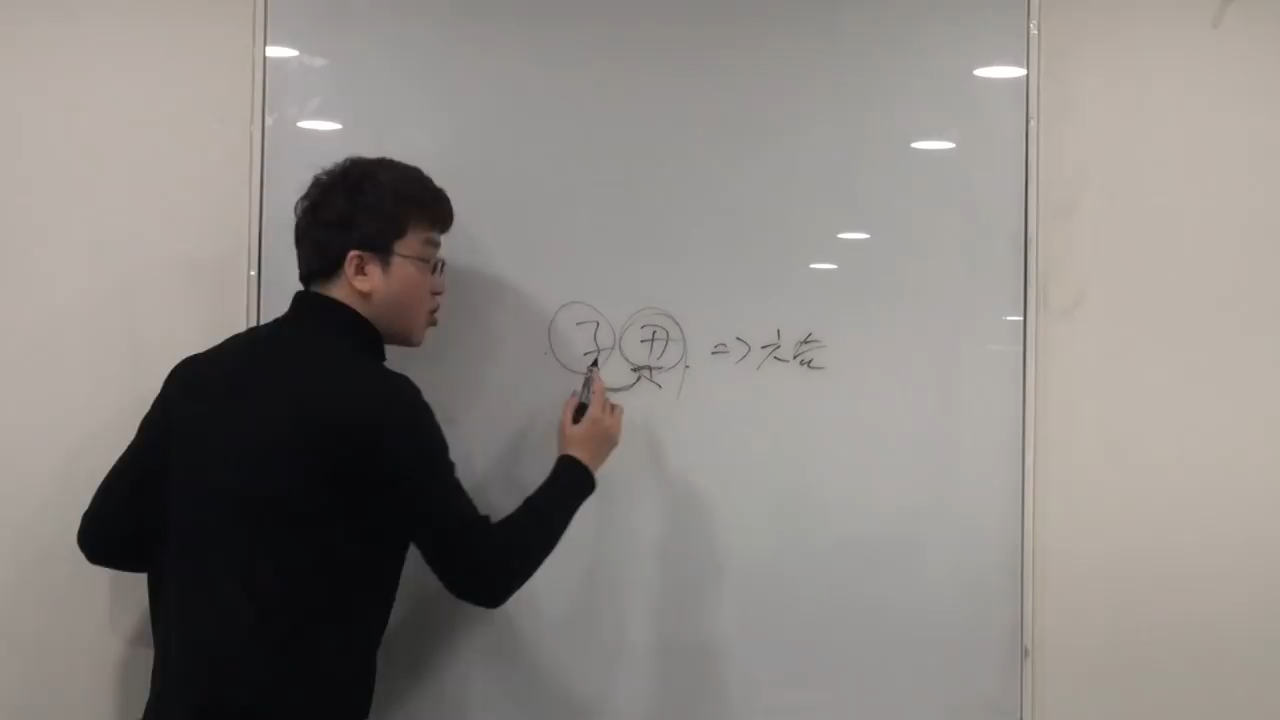 子 丑 => 六合